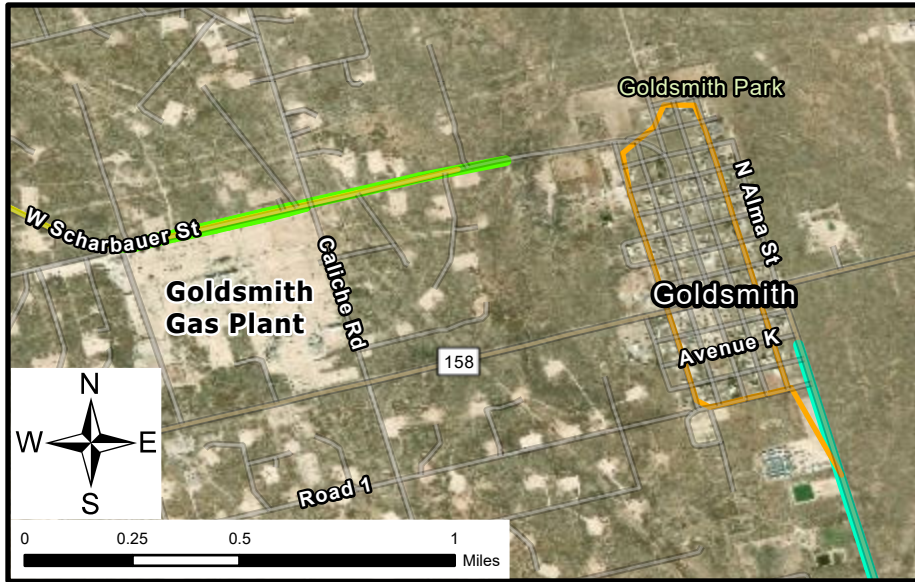 Goldsmith Park
N Alma St
W Scharbauer St
Caliche Rd
Goldsmith
Gas Plant
Goldsmith
Avenue K
158
N
W
E
S
Road 1
0
0.25
0.5
1
Miles